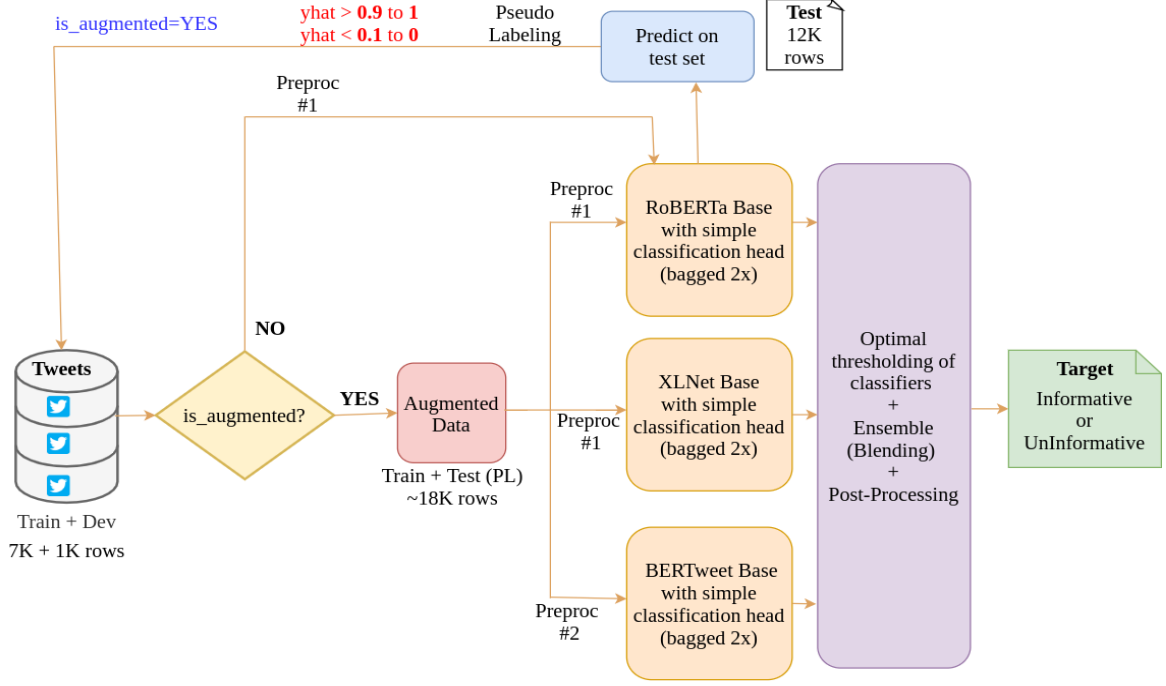 is_augmented=YES
yhat > 0.9 to 1
yhat < 0.1 to 0
Pseudo
Labeling
Predict on
test set
Test
12K
rows
Preproc
#1
Preproc
#1
RoBERTa Base
with simple
classification head
(bagged 2x)
NO
Tweets
is_augmented?
YES
Augmented
Data
Train + Test (PL)
~18K rows
Train + Dev
7K + 1K rows
Preproc
#1
XLNet Base
with simple
classification head
(bagged 2x)
Preproc
#2
BERTweet Base
with simple
classification head
(bagged 2x)
Optimal
thresholding of
classifiers
+
Ensemble
(Blending)
+
Post-Processing
Target
Informative
or
UnInformative